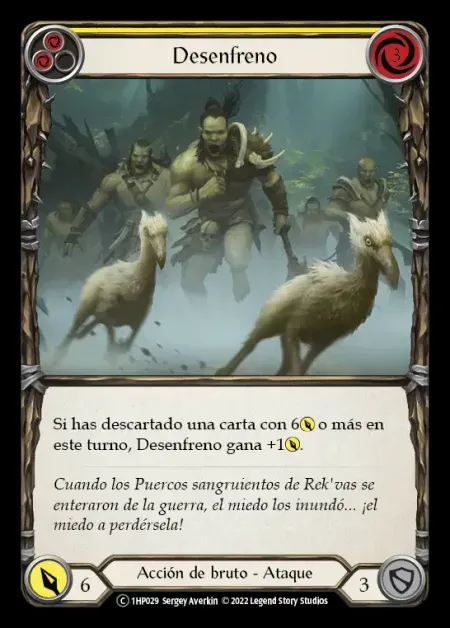 Desenfreno
3
Si has descartado una carta con 6 o más en
este turno, Desenfreno gana +1.
Cuando los Puercos sangruientos de Rek'vas se
enteraron de la guerra, el miedo los inundó... ¡el
miedo a perdérsela!
6
Acción de bruto - Ataque
3
C 1HP029 Sergey Averkin © 2022 Legend Story Studios